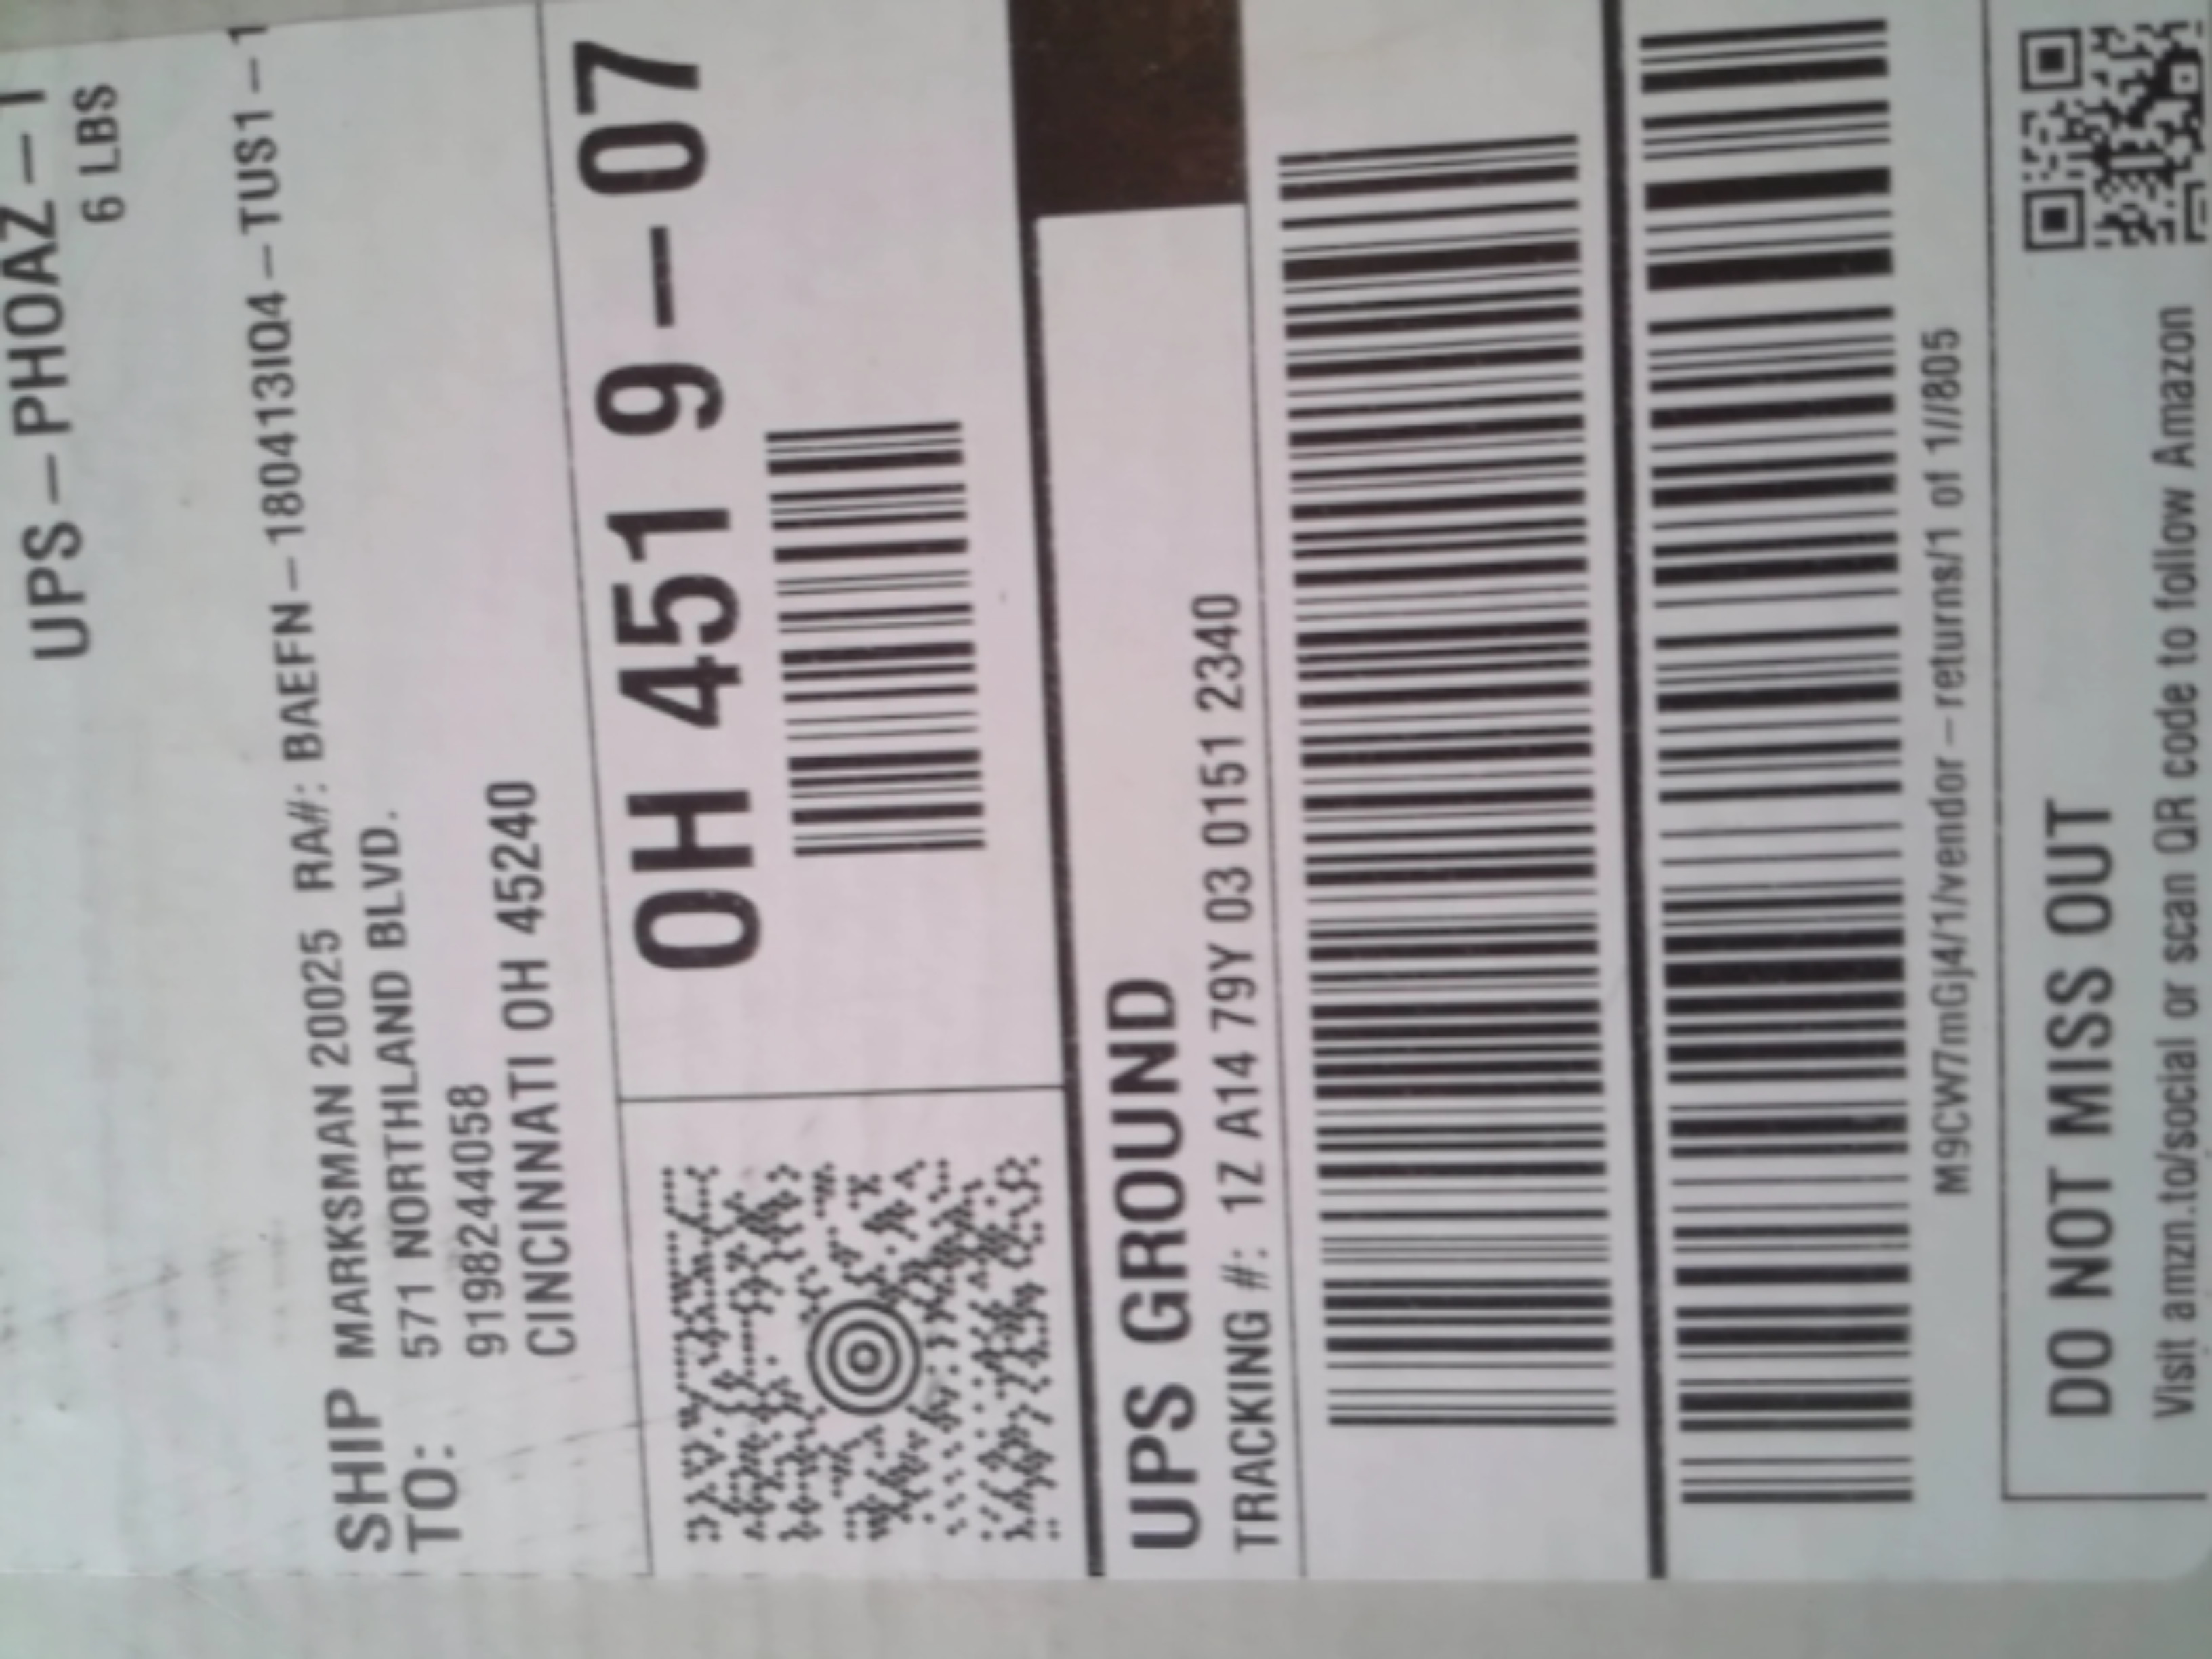 UPS-PHOAZ-1
6 LBS
SHIP TO:
MARKSMAN 20025 RA#: BAEFN-180413IQ4-TUS1-1
571 NORTHLAND BLVD.
9198244058
CINCINNATI OH 45240
OH 451 9-07
UPS GROUND
TRACKING #: 1Z A14 79Y 03 0151 2340
M9CW7mGj4/1/vendor-returns/1 of 1//805
DO NOT MISS OUT
Visit amzn.to/social or scan QR code to follow Amazon